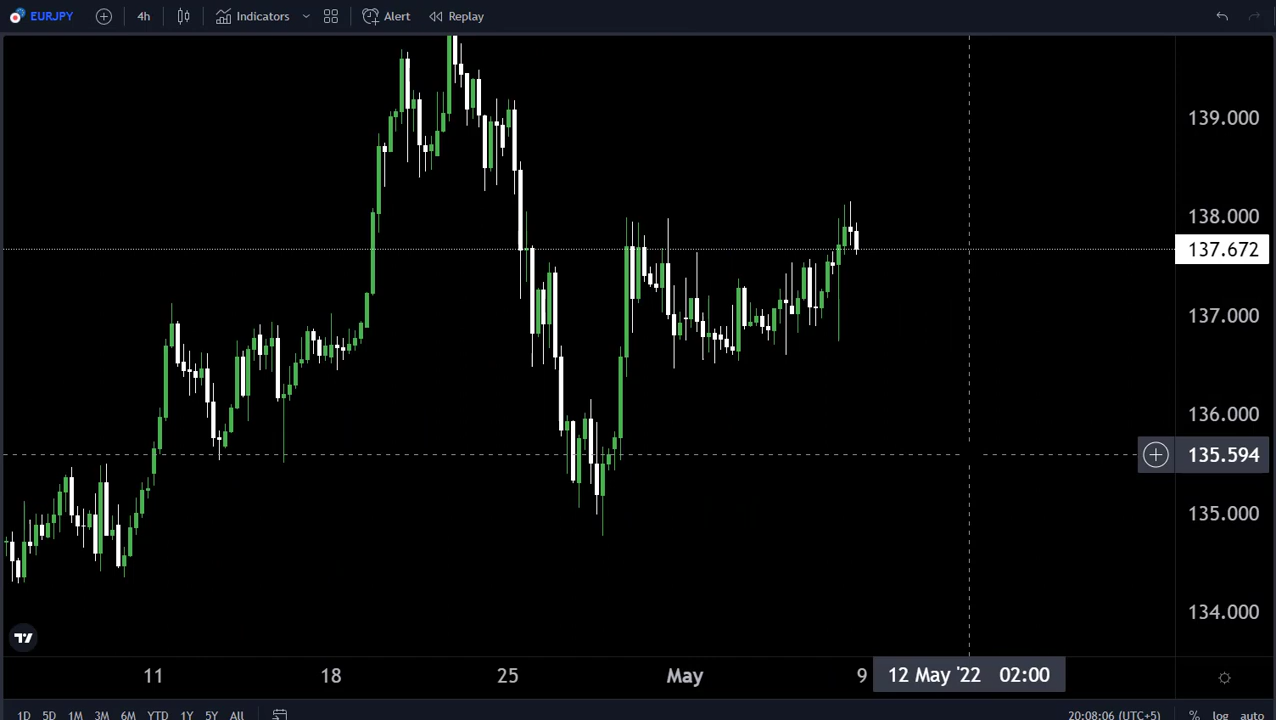 EURJPY 4h Indicators Alert Replay
139.000
138.000
137.672
137.000
136.000
135.594
135.000
134.000
11 18 25 May 9 12 May '22 02:00
1D 5D 1M 3M 6M YTD 1Y 5Y All 20:08:06 (UTC+5) % log auto